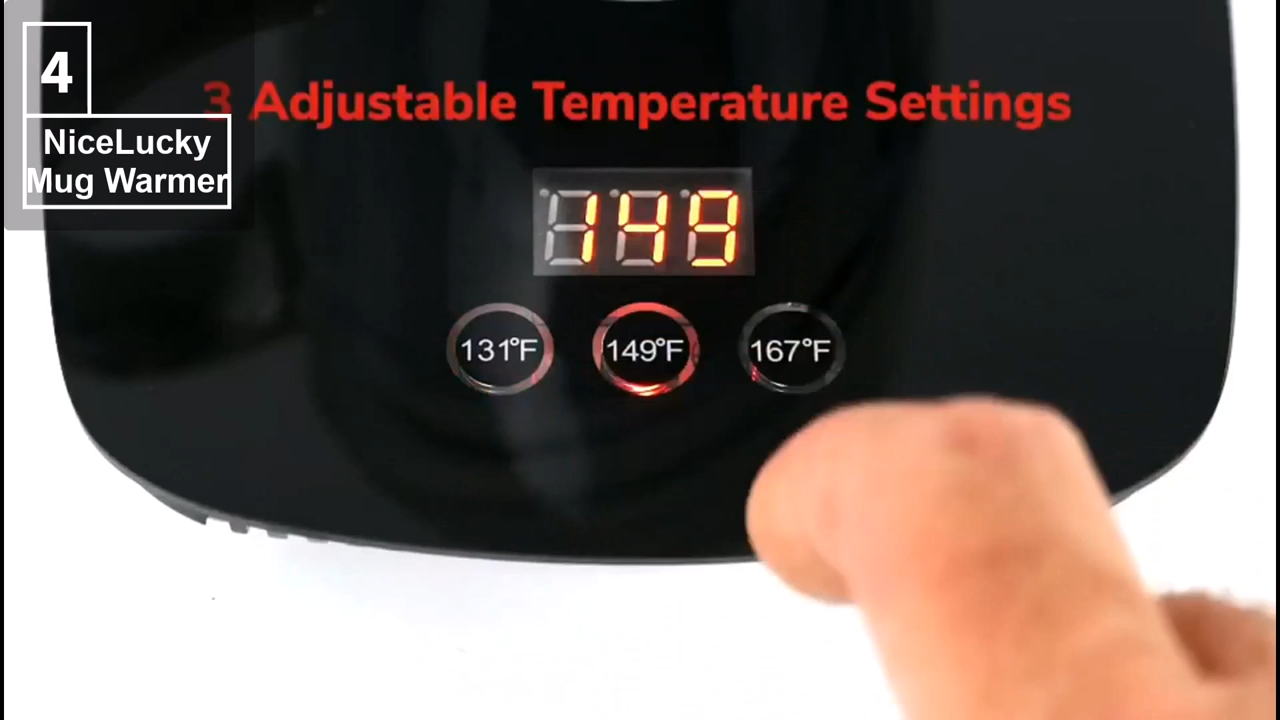 4
NiceLucky
Mug Warmer
3 Adjustable Temperature Settings
149
131°F 149°F 167°F